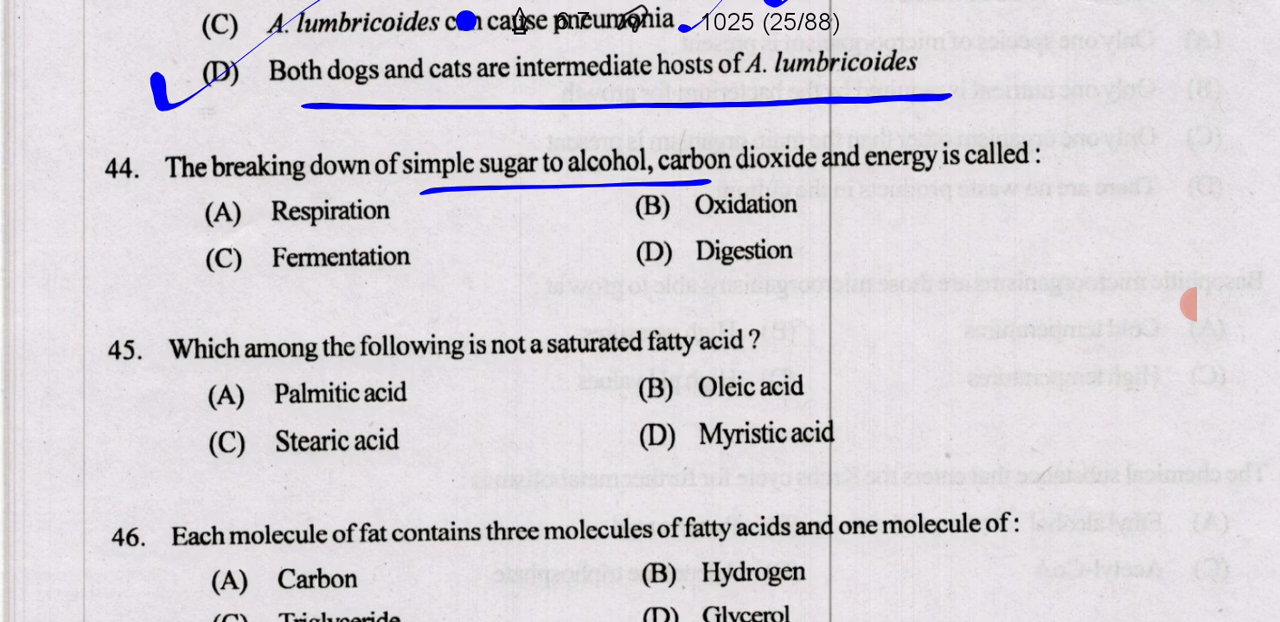 (C) A. lumbricoides can cause pneumonia 1025 (25/88)
(D) Both dogs and cats are intermediate hosts of A. lumbricoides
44. The breaking down of simple sugar to alcohol, carbon dioxide and energy is called :
(A) Respiration (B) Oxidation
(C) Fermentation (D) Digestion
45. Which among the following is not a saturated fatty acid ?
(A) Palmitic acid (B) Oleic acid
(C) Stearic acid (D) Myristic acid
46. Each molecule of fat contains three molecules of fatty acids and one molecule of :
(A) Carbon (B) Hydrogen
(C) Triglyceride (D) Glycerol